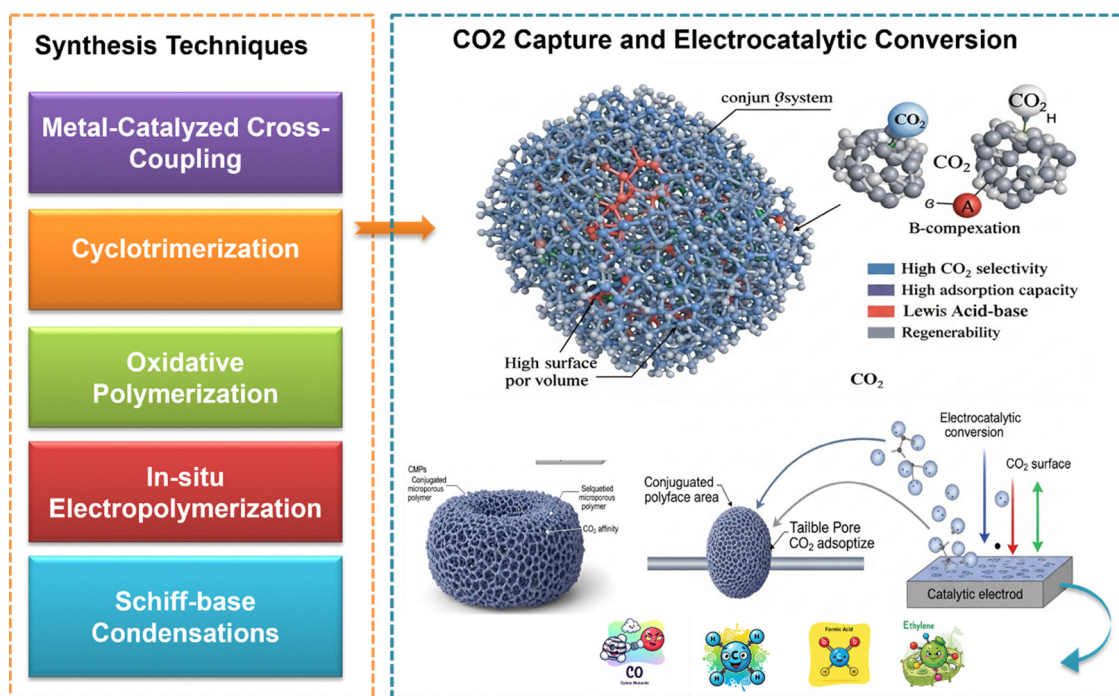 Synthesis Techniques
Metal-Catalyzed Cross-
Coupling
Cyclotrimerization
Oxidative
Polymerization
In-situ
Electropolymerization
Schiff-base
Condensations
CO2 Capture and Electrocatalytic Conversion
conjuri βsystem
CO₂
CO₂
H
CO₂
β
A
B-compexation
High CO₂ selectivity
High adsorption capacity
Lewis Acid-base
Regenerability
High surface
por volume
CO₂
CMPs
Conjugated
microporous
polymer
Selquetied
microporous
polymer
CO₂ affinity
Conjuguated
polyface area
Tailble Pore
CO₂ adsoptize
Electrocatalytic
conversion
CO₂ surface
Catalytic electrod
CO
H
H
C
H
H
Formic Acid
Ethylene